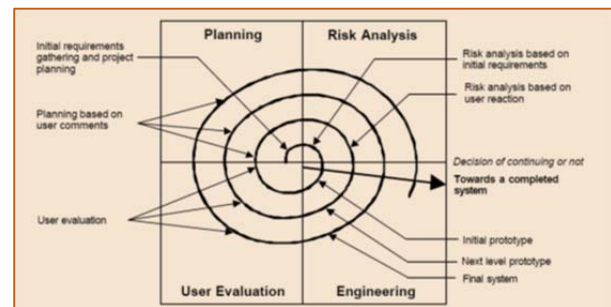 Planning
Risk Analysis
Initial requirements
gathering and project
planning
Risk analysis based on
initial requirements
Risk analysis based on
user reaction
Planning based on
user comments
Decision of continuing or not
Towards a completed
system
User evaluation
Initial prototype
Next level prototype
Final system
User Evaluation
Engineering